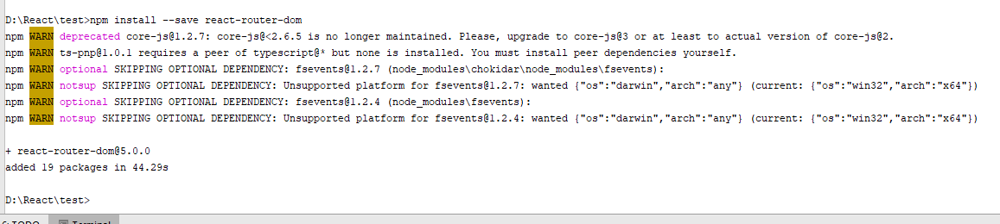 D:\React\test>npm install --save react-router-dom
npm WARN deprecated core-js@1.2.7: core-js@<2.6.5 is no longer maintained. Please, upgrade to core-js@3 or at least to actual version of core-js@2.
npm WARN ts-pnp@1.0.1 requires a peer of typescript@* but none is installed. You must install peer dependencies yourself.
npm WARN optional SKIPPING OPTIONAL DEPENDENCY: fsevents@1.2.7 (node_modules\chokidar\node_modules\fsevents):
npm WARN notsup SKIPPING OPTIONAL DEPENDENCY: Unsupported platform for fsevents@1.2.7: wanted {"os":"darwin","arch":"any"} (current: {"os":"win32","arch":"x64"})
npm WARN optional SKIPPING OPTIONAL DEPENDENCY: fsevents@1.2.4 (node_modules\fsevents):
npm WARN notsup SKIPPING OPTIONAL DEPENDENCY: Unsupported platform for fsevents@1.2.4: wanted {"os":"darwin","arch":"any"} (current: {"os":"win32","arch":"x64"})
+ react-router-dom@5.0.0
added 19 packages in 44.29s
D:\React\test>
TODO Terminal